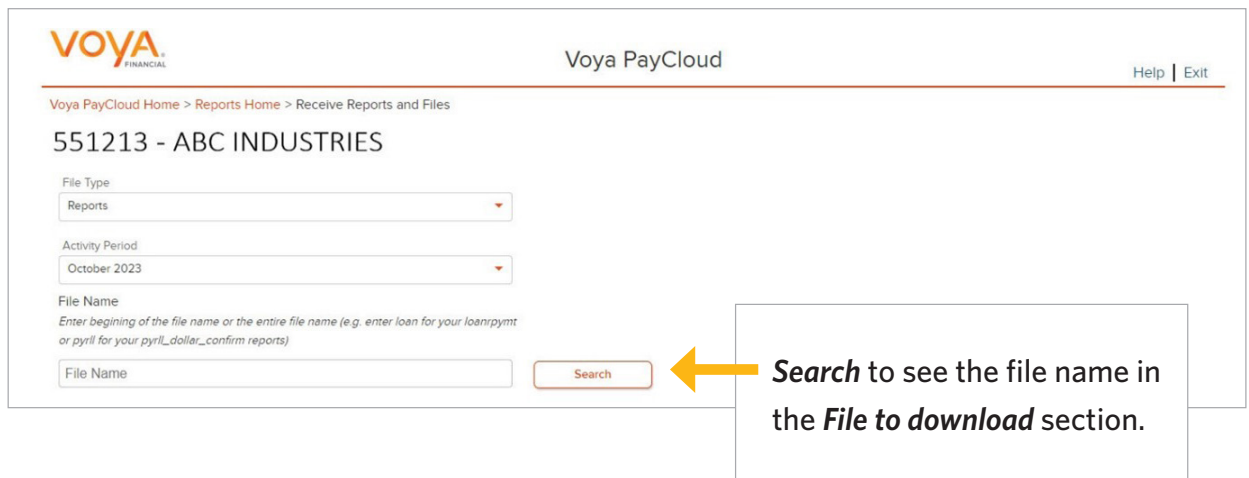 VOYA
FINANCIAL
Voya PayCloud
Help | Exit
Voya PayCloud Home > Reports Home > Receive Reports and Files
551213 - ABC INDUSTRIES
File Type
Reports
Activity Period
October 2023
File Name
Enter begining of the file name or the entire file name (e.g. enter loan for your loanrpymt
or pyrll for your pyrll_dollar_confirm reports)
File Name
Search
Search to see the file name in
the File to download section.